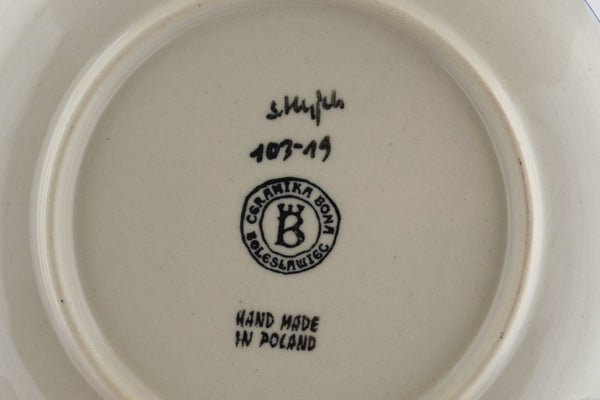 103-19
CERAMIKA BONA
B
BOLESŁAWIEC
HAND MADE
IN POLAND